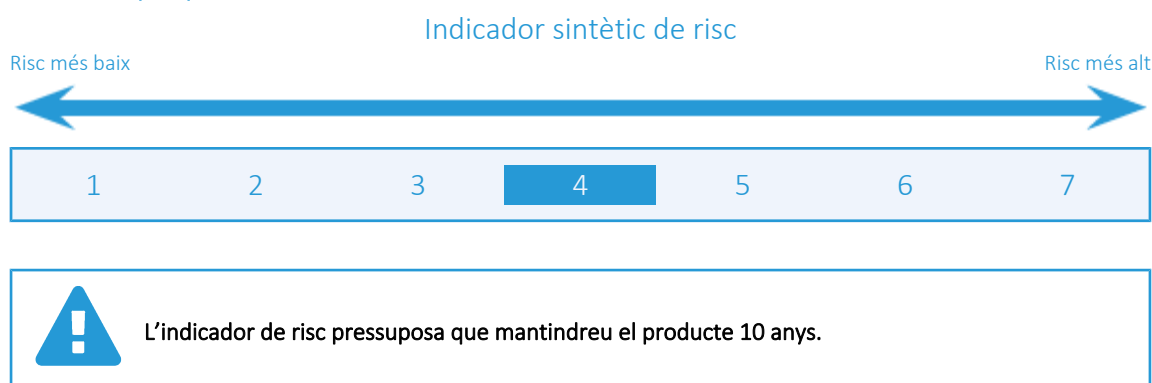 Indicador sintètic de risc
Risc més baix Risc més alt
1 2 3 4 5 6 7
L'indicador de risc pressuposa que mantindreu el producte 10 anys.